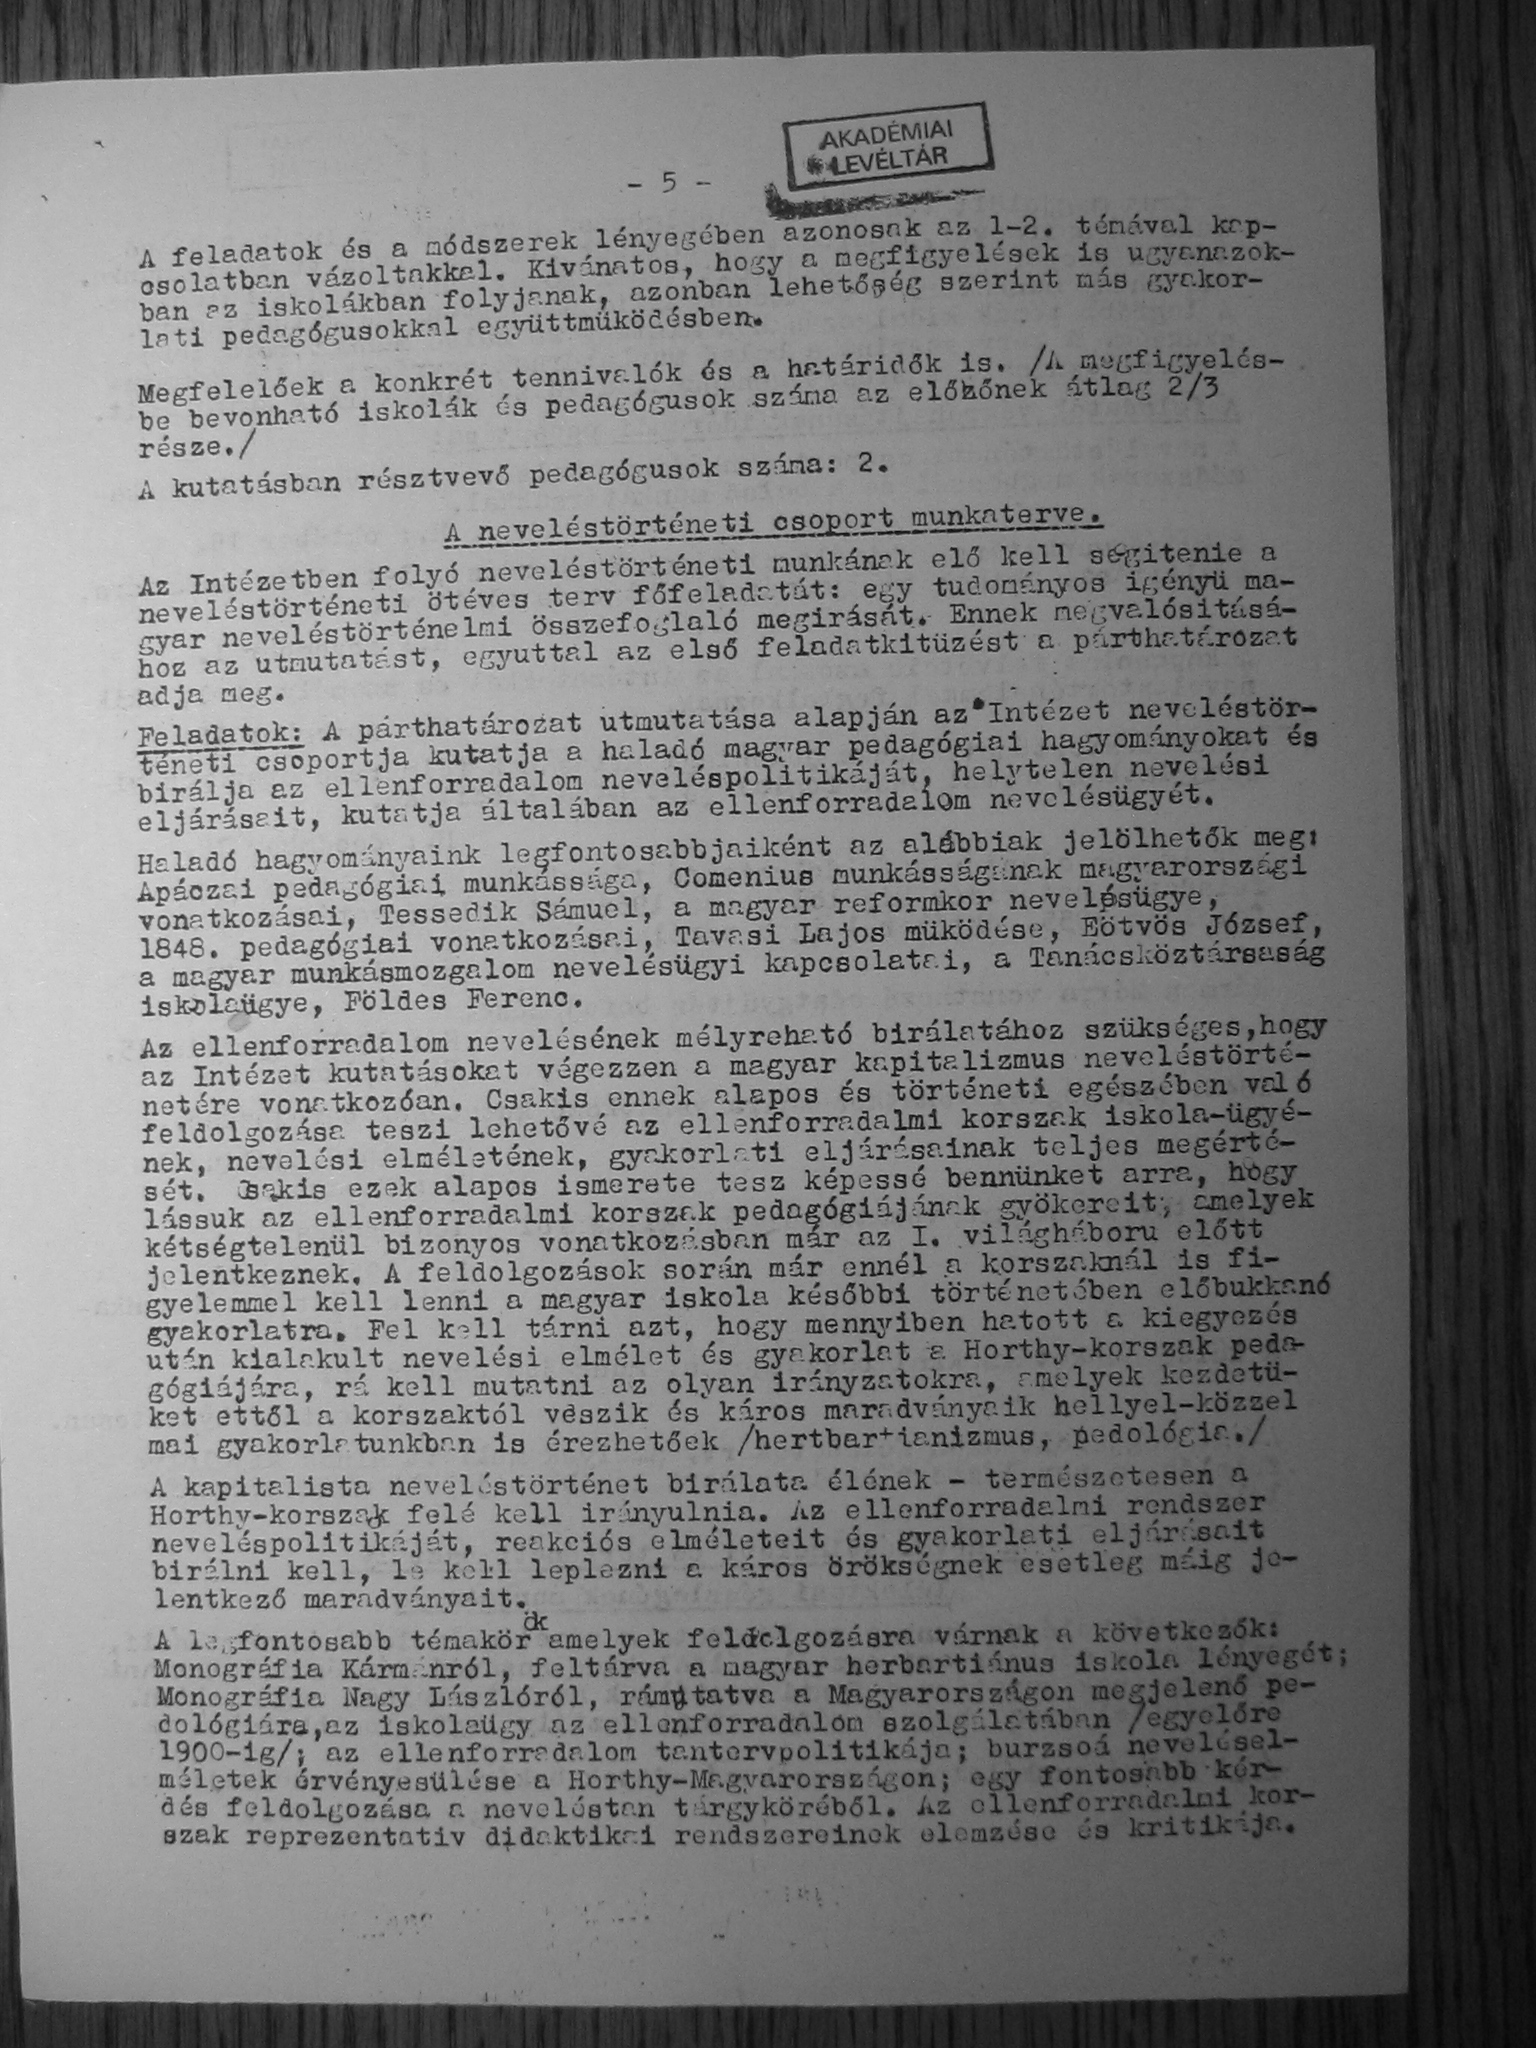 AKADÉMIAI
LEVÉLTÁR
- 5 -
A feladatok és a módszerek lényegében azonosak az 1-2. témával kap-
csolatban vázoltakkal. Kivánatos, hogy a megfigyelések is ugyanazok-
ban az iskolákban folyjanak, azonban lehetőség szerint más gyakor-
lati pedagógusokkal együttmüködésben.
Megfelelőek a konkrét tennivalók és a határidők is. /A megfigyelés-
be bevonható iskolák és pedagógusok száma az előzőnek átlag 2/3
része./
A kutatásban résztvevő pedagógusok száma: 2.
A neveléstörténeti csoport munkaterve.
Az Intézetben folyó neveléstörténeti munkának elő kell segitenie a
neveléstörténeti ötéves terv főfeladatát: egy tudományos igényü ma-
gyar neveléstörténelmi összefoglaló megirását. Ennek megvalósitásá-
hoz az utmutatást, egyuttal az első feladatkitüzést a párthatározat
adja meg.
Feladatok: A párthatározat utmutatása alapján az Intézet neveléstör-
téneti csoportja kutatja a haladó magyar pedagógiai hagyományokat és
birálja az ellenforradalom neveléspolitikáját, helytelen nevelési
eljárásait, kutatja általában az ellenforradalom nevelésügyét.
Haladó hagyományaink legfontosabbjaiként az alábbiak jelölhetők meg:
Apáczai pedagógiai munkássága, Comenius munkásságának magyarországi
vonatkozásai, Tessedik Sámuel, a magyar reformkor nevelésügye,
1848. pedagógiai vonatkozásai, Tavasi Lajos müködése, Eötvös József,
a magyar munkásmozgalom nevelésügyi kapcsolatai, a Tanácsköztársaság
iskolaügye, Földes Ferenc.
Az ellenforradalom nevelésének mélyreható birálatához szükséges,hogy
az Intézet kutatásokat végezzen a magyar kapitalizmus neveléstörté-
netére vonatkozóan. Csakis ennek alapos és történeti egészében való
feldolgozása teszi lehetővé az ellenforradalmi korszak iskola-ügyé-
nek, nevelési elméletének, gyakorlati eljárásainak teljes megérté-
sét. Csakis ezek alapos ismerete tesz képessé bennünket arra, hogy
lássuk az ellenforradalmi korszak pedagógiájának gyökereit, amelyek
kétségtelenül bizonyos vonatkozásban már az I. világháboru előtt
jelentkeznek. A feldolgozások során már ennél a korszaknál is fi-
gyelemmel kell lenni a magyar iskola későbbi történetében előbukkanó
gyakorlatra. Fel kell tárni azt, hogy mennyiben hatott a kiegyezés
után kialakult nevelési elmélet és gyakorlat a Horthy-korszak peda-
gógiájára, rá kell mutatni az olyan irányzatokra, amelyek kezdetü-
ket ettől a korszaktól veszik és káros maradványaik hellyel-közzel
mai gyakorlatunkban is érezhetőek /hertbartianizmus, pedológia./
A kapitalista neveléstörténet birálata élének - természetesen a
Horthy-korszak felé kell irányulnia. Az ellenforradalmi rendszer
neveléspolitikáját, reakciós elméleteit és gyakorlati eljárásait
birálni kell, le kell leplezni a káros örökségnek esetleg máig je-
lentkező maradványait.
A legfontosabb témakörök amelyek feldolgozásra várnak a következők:
Monográfia Kármánról, feltárva a magyar herbartiánus iskola lényegét;
Monográfia Nagy Lászlóról, rámutatva a Magyarországon megjelenő pe-
dológiára,az iskolaügy az ellenforradalom szolgálatában /egyelőre
1900-ig/; az ellenforradalom tantervpolitikája; burzsoá nevelésel-
méletek érvényesülése a Horthy-Magyarországon; egy fontosabb kér-
dés feldolgozása a neveléstan tárgyköréből. Az ellenforradalmi kor-
szak reprezentativ didaktikai rendszereinek elemzése és kritikája.